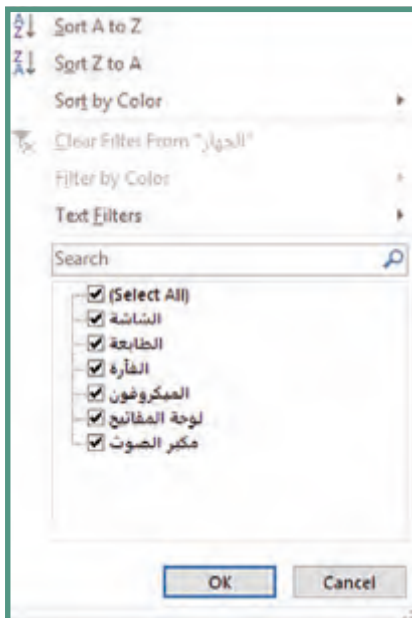 Sort A to Z
Sort Z to A
Sort by Color
Clear Filter From "الجهاز"
Filter by Color
Text Filters
Search
(Select All)
الشاشة
الطابعة
الفأرة
الميكروفون
لوحة المفاتيح
مكبر الصوت
OK
Cancel